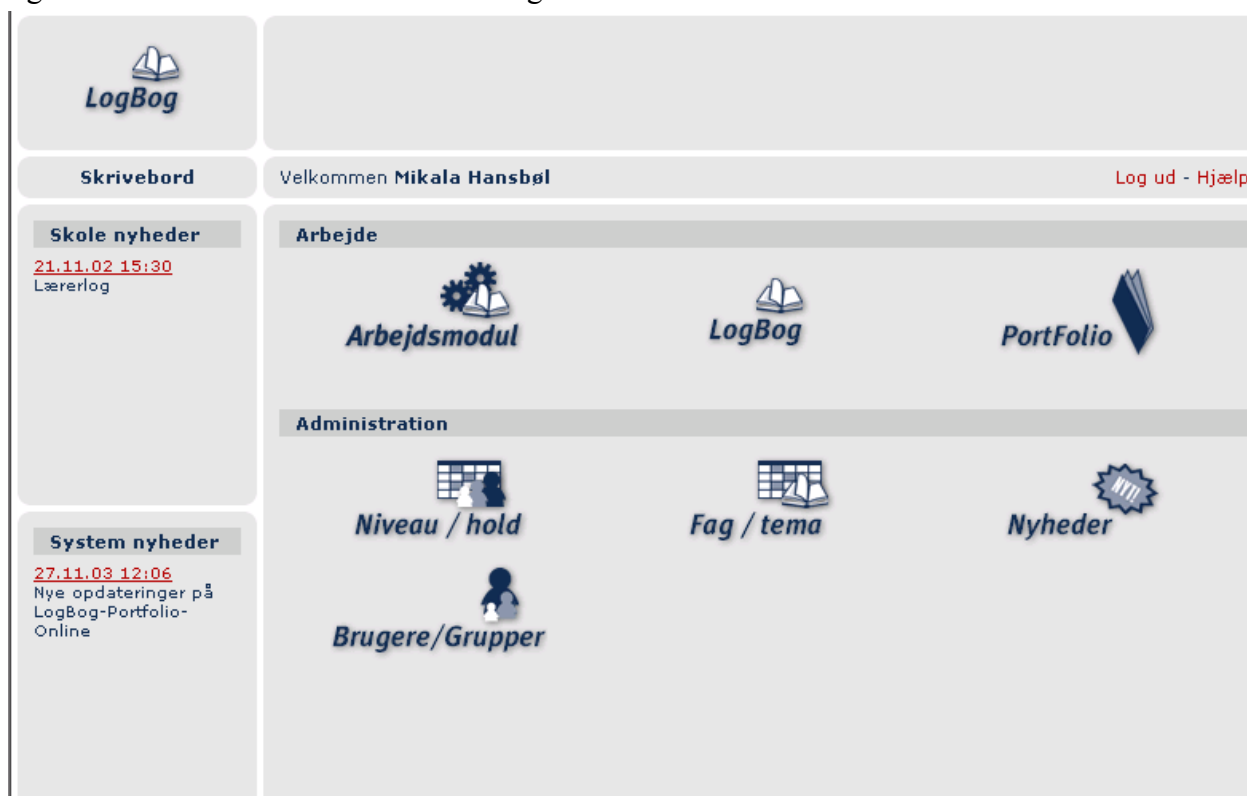 LogBog
Skrivebord
Velkommen Mikala Hansbøl
Log ud - Hjælp
Skole nyheder
21.11.02 15:30
Lærerlog
System nyheder
27.11.03 12:06
Nye opdateringer på
LogBog-Portfolio-
Online
Arbejde
Arbejdsmodul
LogBog
PortFolio
Administration
Niveau / hold
Fag / tema
NYT!
Nyheder
Brugere/Grupper